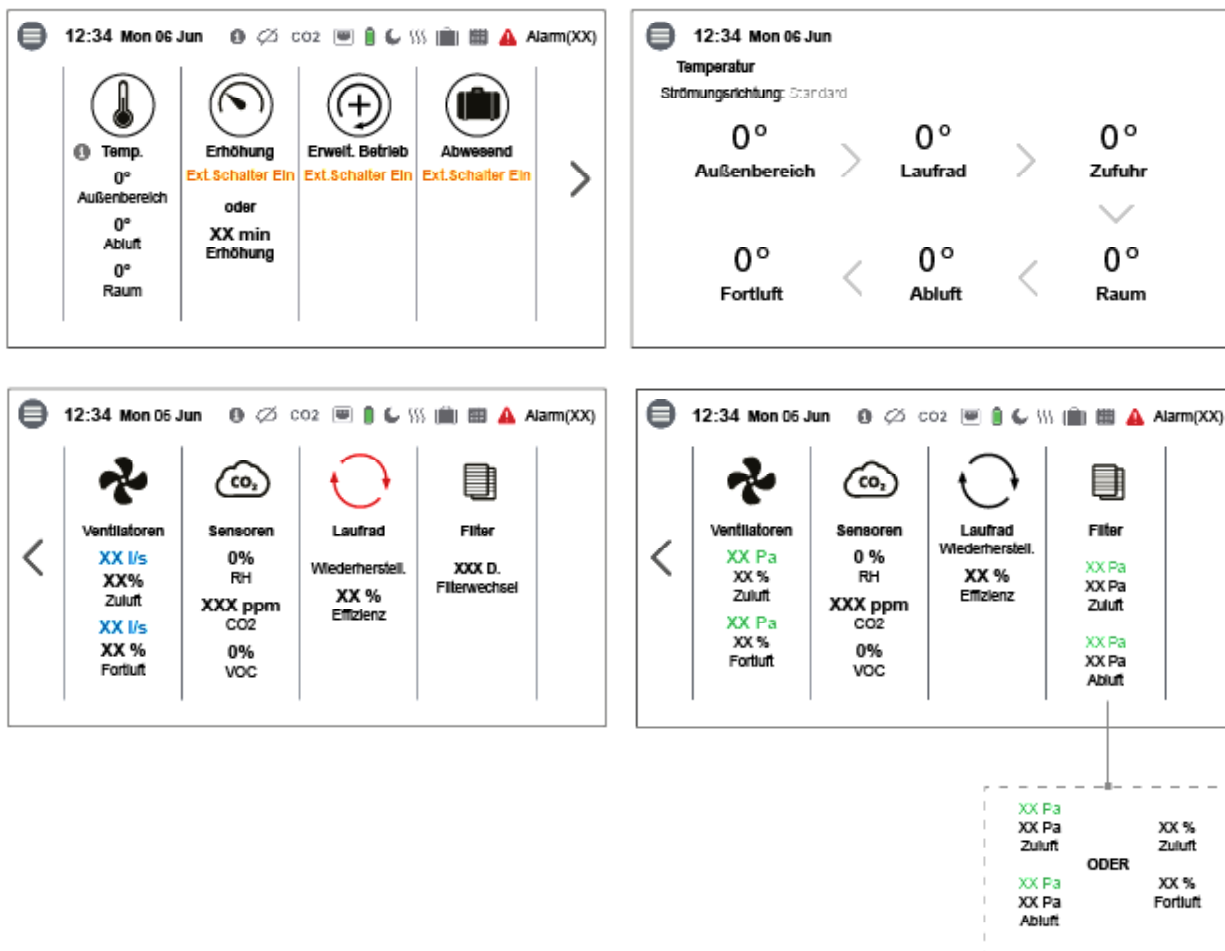 12:34 Mon 06 Jun CO2 Alarm(XX)
Temp.
0°
Außenbereich
0°
Abluft
0°
Raum
Erhöhung
Ext.Schalter Ein
oder
XX min
Erhöhung
Erweit. Betrieb
Ext.Schalter Ein
Abwesend
Ext.Schalter Ein
12:34 Mon 06 Jun
Temperatur
Strömungsrichtung: Standard
0° 0° 0°
Außenbereich Laufrad Zufuhr
0° 0° 0°
Fortluft Abluft Raum
12:34 Mon 06 Jun CO2 Alarm(XX)
Ventilatoren
XX l/s
XX%
Zuluft
XX l/s
XX %
Fortluft
CO2
Sensoren
0%
RH
XXX ppm
CO2
0%
VOC
Laufrad
Wiederherstell.
XX %
Effizienz
Filter
XXX D.
Filterwechsel
12:34 Mon 06 Jun CO2 Alarm(XX)
Ventilatoren
XX Pa
XX %
Zuluft
XX Pa
XX %
Fortluft
CO2
Sensoren
0 %
RH
XXX ppm
CO2
0%
VOC
Laufrad
Wiederherstell.
XX %
Effizienz
Filter
XX Pa
XX Pa
Zuluft
XX Pa
XX Pa
Abluft
XX Pa
XX Pa
Zuluft
XX Pa
XX Pa
Abluft
ODER
XX %
Zuluft
XX %
Fortluft